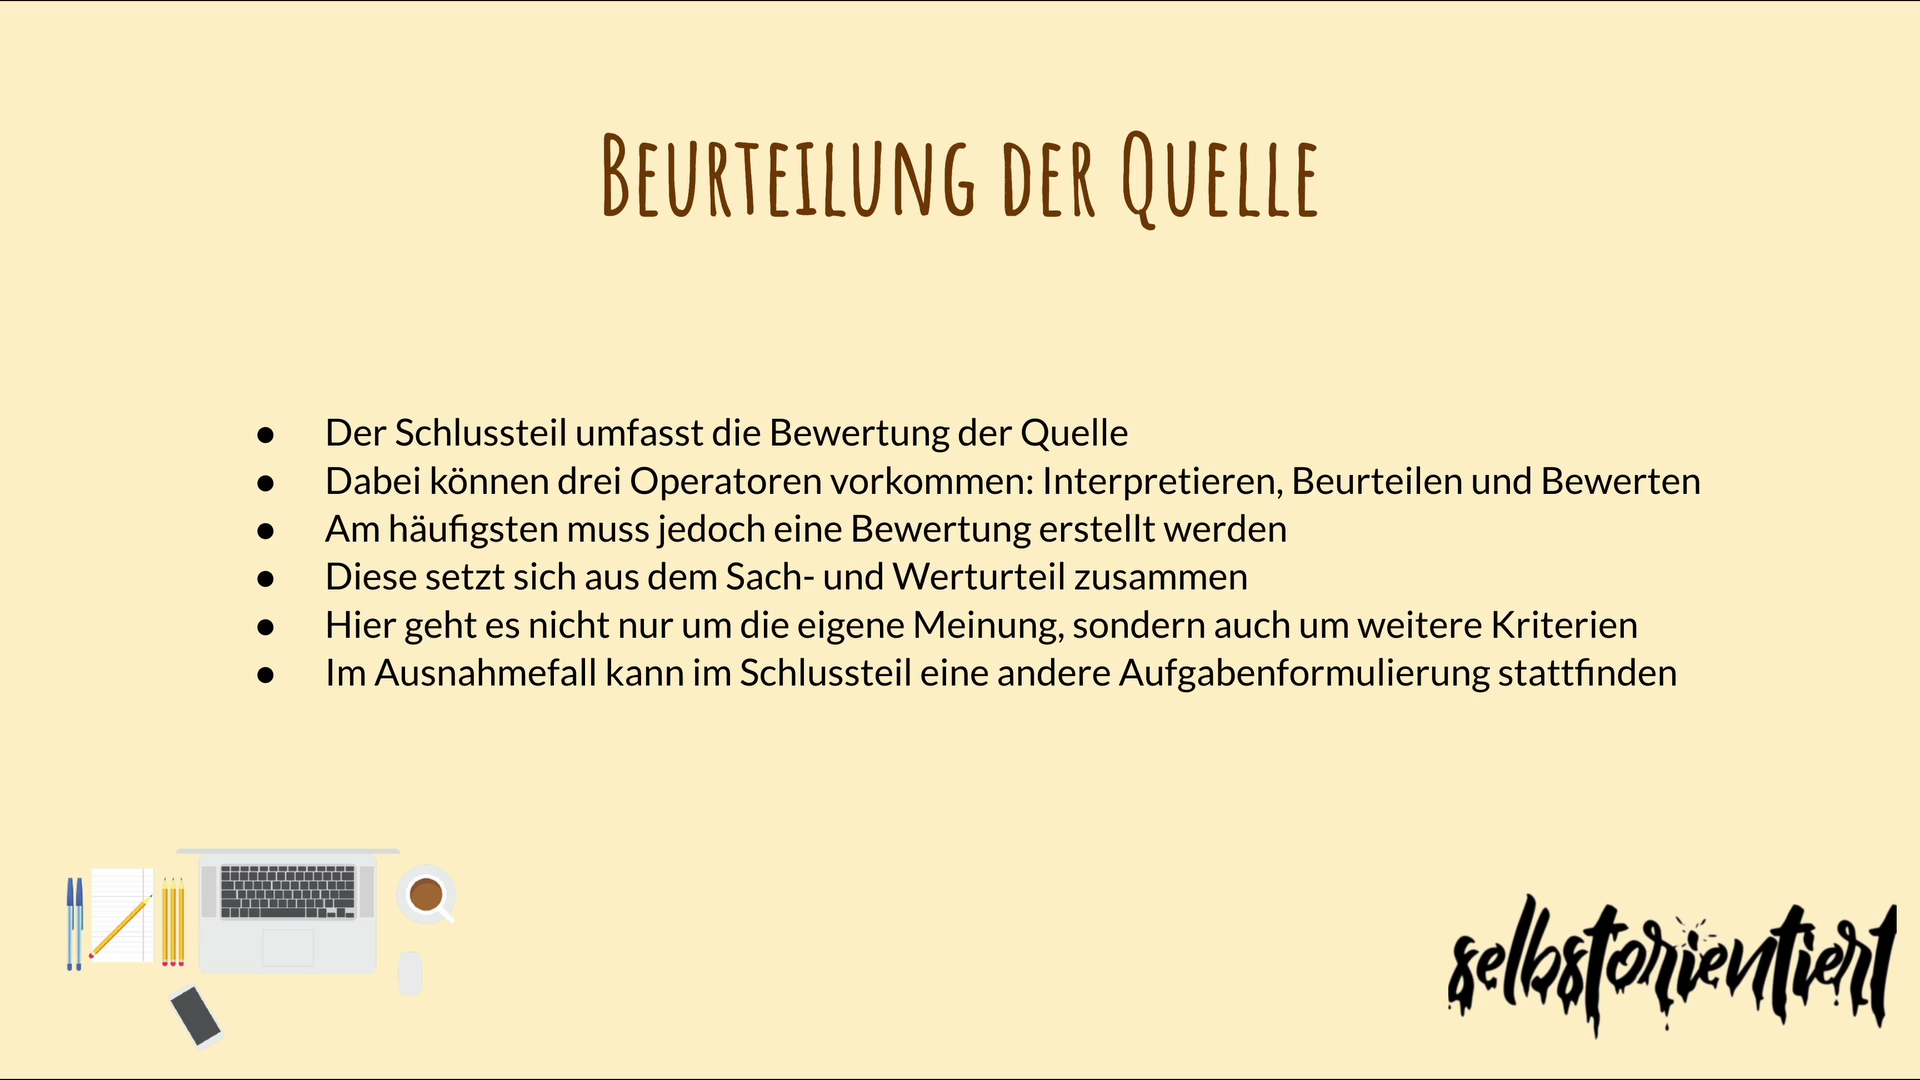 Beurteilung der Quelle
● Der Schlussteil umfasst die Bewertung der Quelle
● Dabei können drei Operatoren vorkommen: Interpretieren, Beurteilen und Bewerten
● Am häufigsten muss jedoch eine Bewertung erstellt werden
● Diese setzt sich aus dem Sach- und Werturteil zusammen
● Hier geht es nicht nur um die eigene Meinung, sondern auch um weitere Kriterien
● Im Ausnahmefall kann im Schlussteil eine andere Aufgabenformulierung stattfinden
selbstorientiert